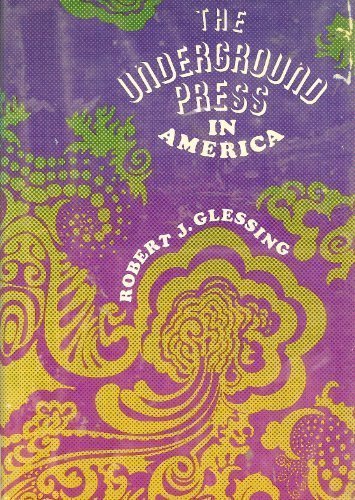 THE
UNDERGROUND
PRESS
IN
AMERICA
ROBERT J. GLESSING